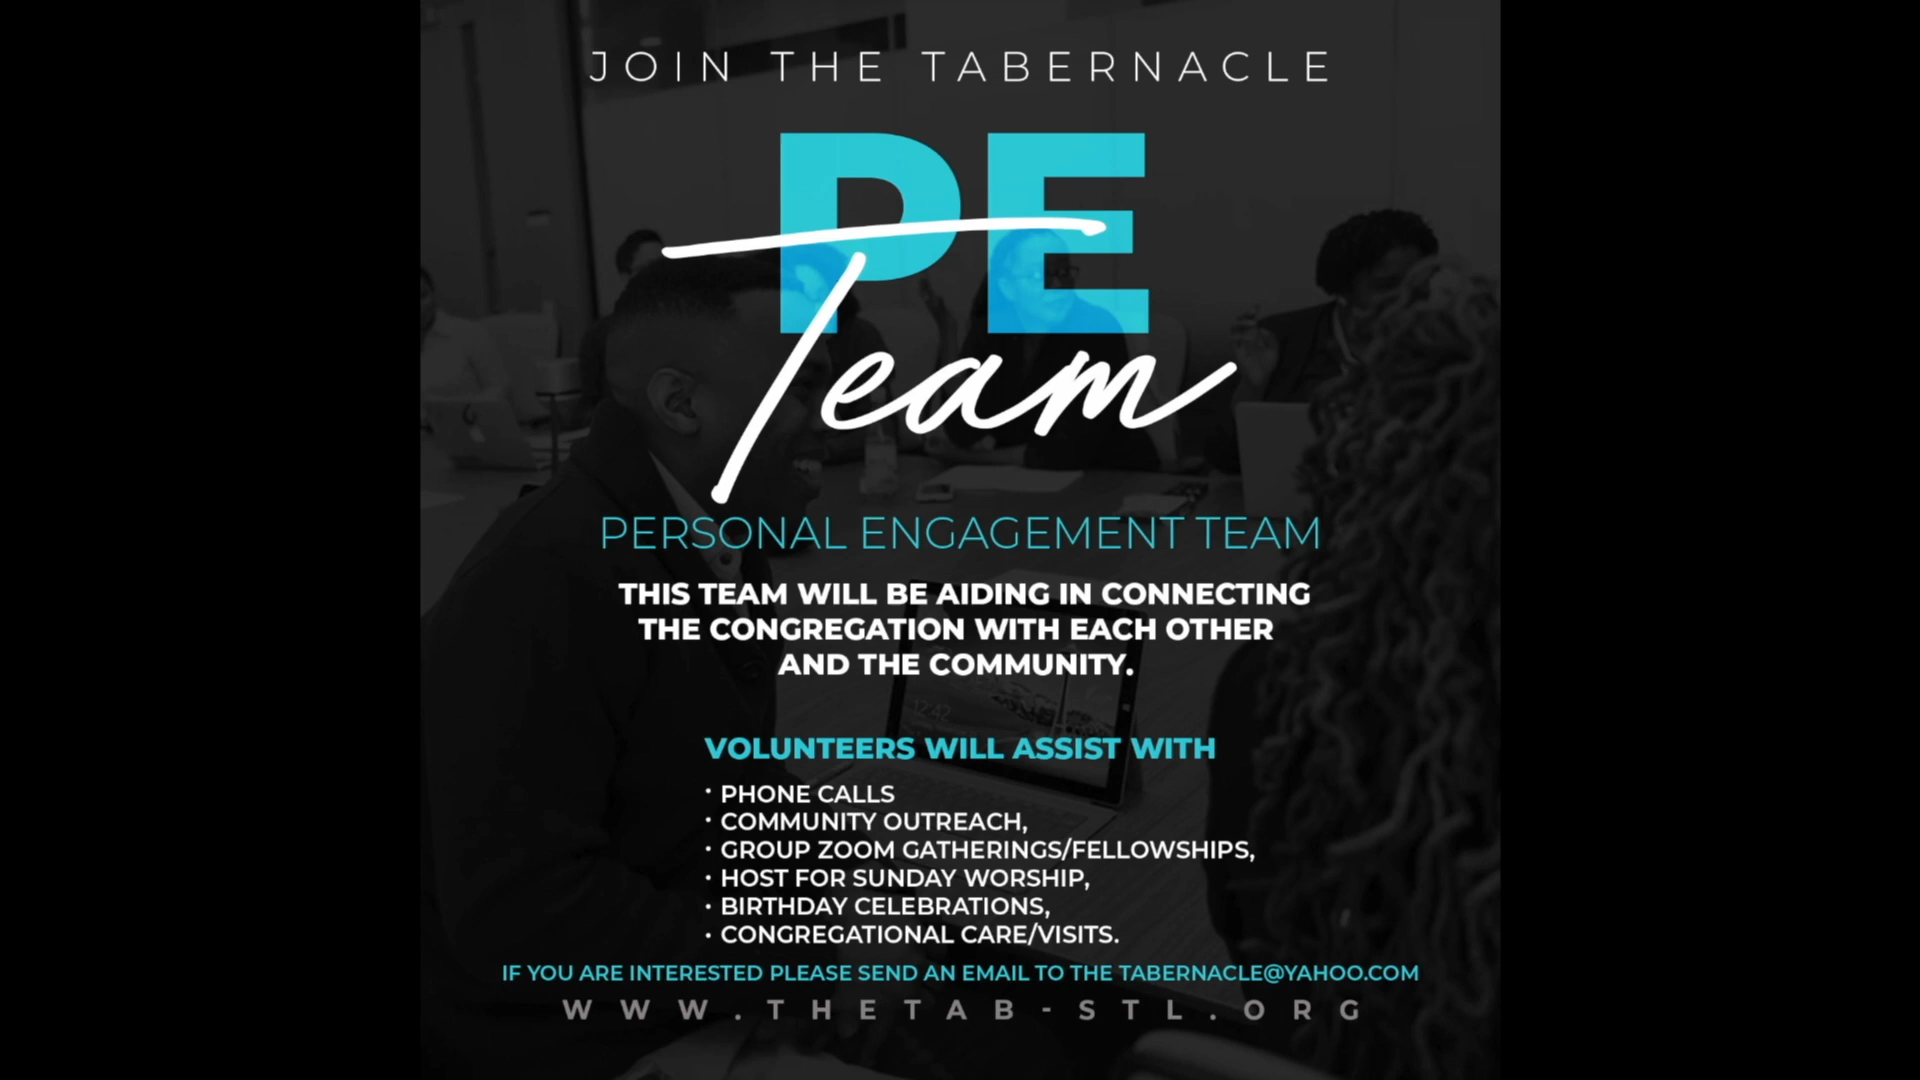 JOIN THE TABERNACLE
PE
Team
PERSONAL ENGAGEMENT TEAM
THIS TEAM WILL BE AIDING IN CONNECTING
THE CONGREGATION WITH EACH OTHER
AND THE COMMUNITY.
12:42
VOLUNTEERS WILL ASSIST WITH
• PHONE CALLS
• COMMUNITY OUTREACH,
• GROUP ZOOM GATHERINGS/FELLOWSHIPS,
• HOST FOR SUNDAY WORSHIP,
• BIRTHDAY CELEBRATIONS,
• CONGREGATIONAL CARE/VISITS.
IF YOU ARE INTERESTED PLEASE SEND AN EMAIL TO THE TABERNACLE@YAHOO.COM
WWW.THETAB-STL.ORG